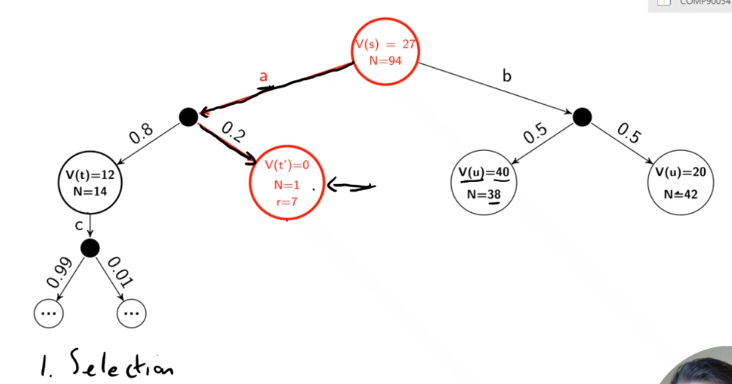 COMP90054
V(s) = 27
N=94
a
b
0.8
0.2
0.5
0.5
V(t)=12
N=14
V(t')=0
N=1
r=7
V(u)=40
N=38
V(u)=20
N=42
c
0.99
0.01
...
...
1. Selection